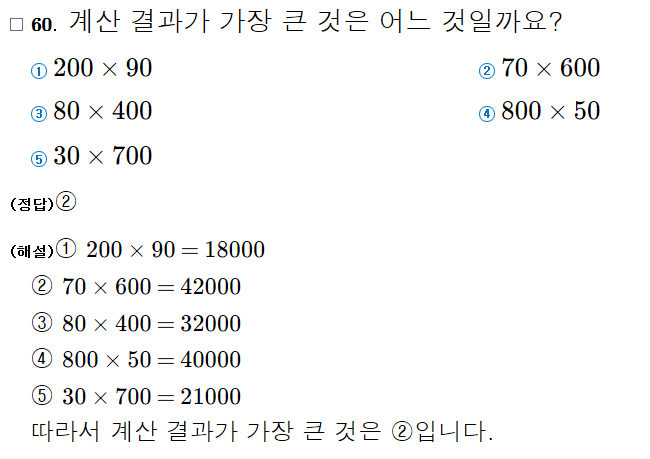 □ 60. 계산 결과가 가장 큰 것은 어느 것일까요?
① 200 × 90 ② 70 × 600
③ 80 × 400 ④ 800 × 50
⑤ 30 × 700
(정답)②
(해설)① 200 × 90 = 18000
② 70 × 600 = 42000
③ 80 × 400 = 32000
④ 800 × 50 = 40000
⑤ 30 × 700 = 21000
따라서 계산 결과가 가장 큰 것은 ②입니다.